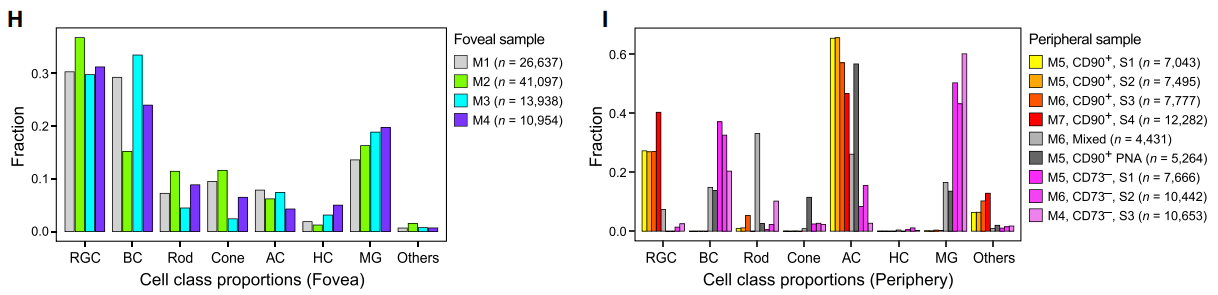 H
Fraction
0.3
0.2
0.1
0.0
RGC BC Rod Cone AC HC MG Others
Cell class proportions (Fovea)
Foveal sample
M1 (n = 26,637)
M2 (n = 41,097)
M3 (n = 13,938)
M4 (n = 10,954)
I
Fraction
0.6
0.4
0.2
0.0
RGC BC Rod Cone AC HC MG Others
Cell class proportions (Periphery)
Peripheral sample
M5, CD90⁺, S1 (n = 7,043)
M5, CD90⁺, S2 (n = 7,495)
M6, CD90⁺, S3 (n = 7,777)
M7, CD90⁺, S4 (n = 12,282)
M6, Mixed (n = 4,431)
M5, CD90⁺ PNA (n = 5,264)
M5, CD73⁻, S1 (n = 7,666)
M6, CD73⁻, S2 (n = 10,442)
M4, CD73⁻, S3 (n = 10,653)